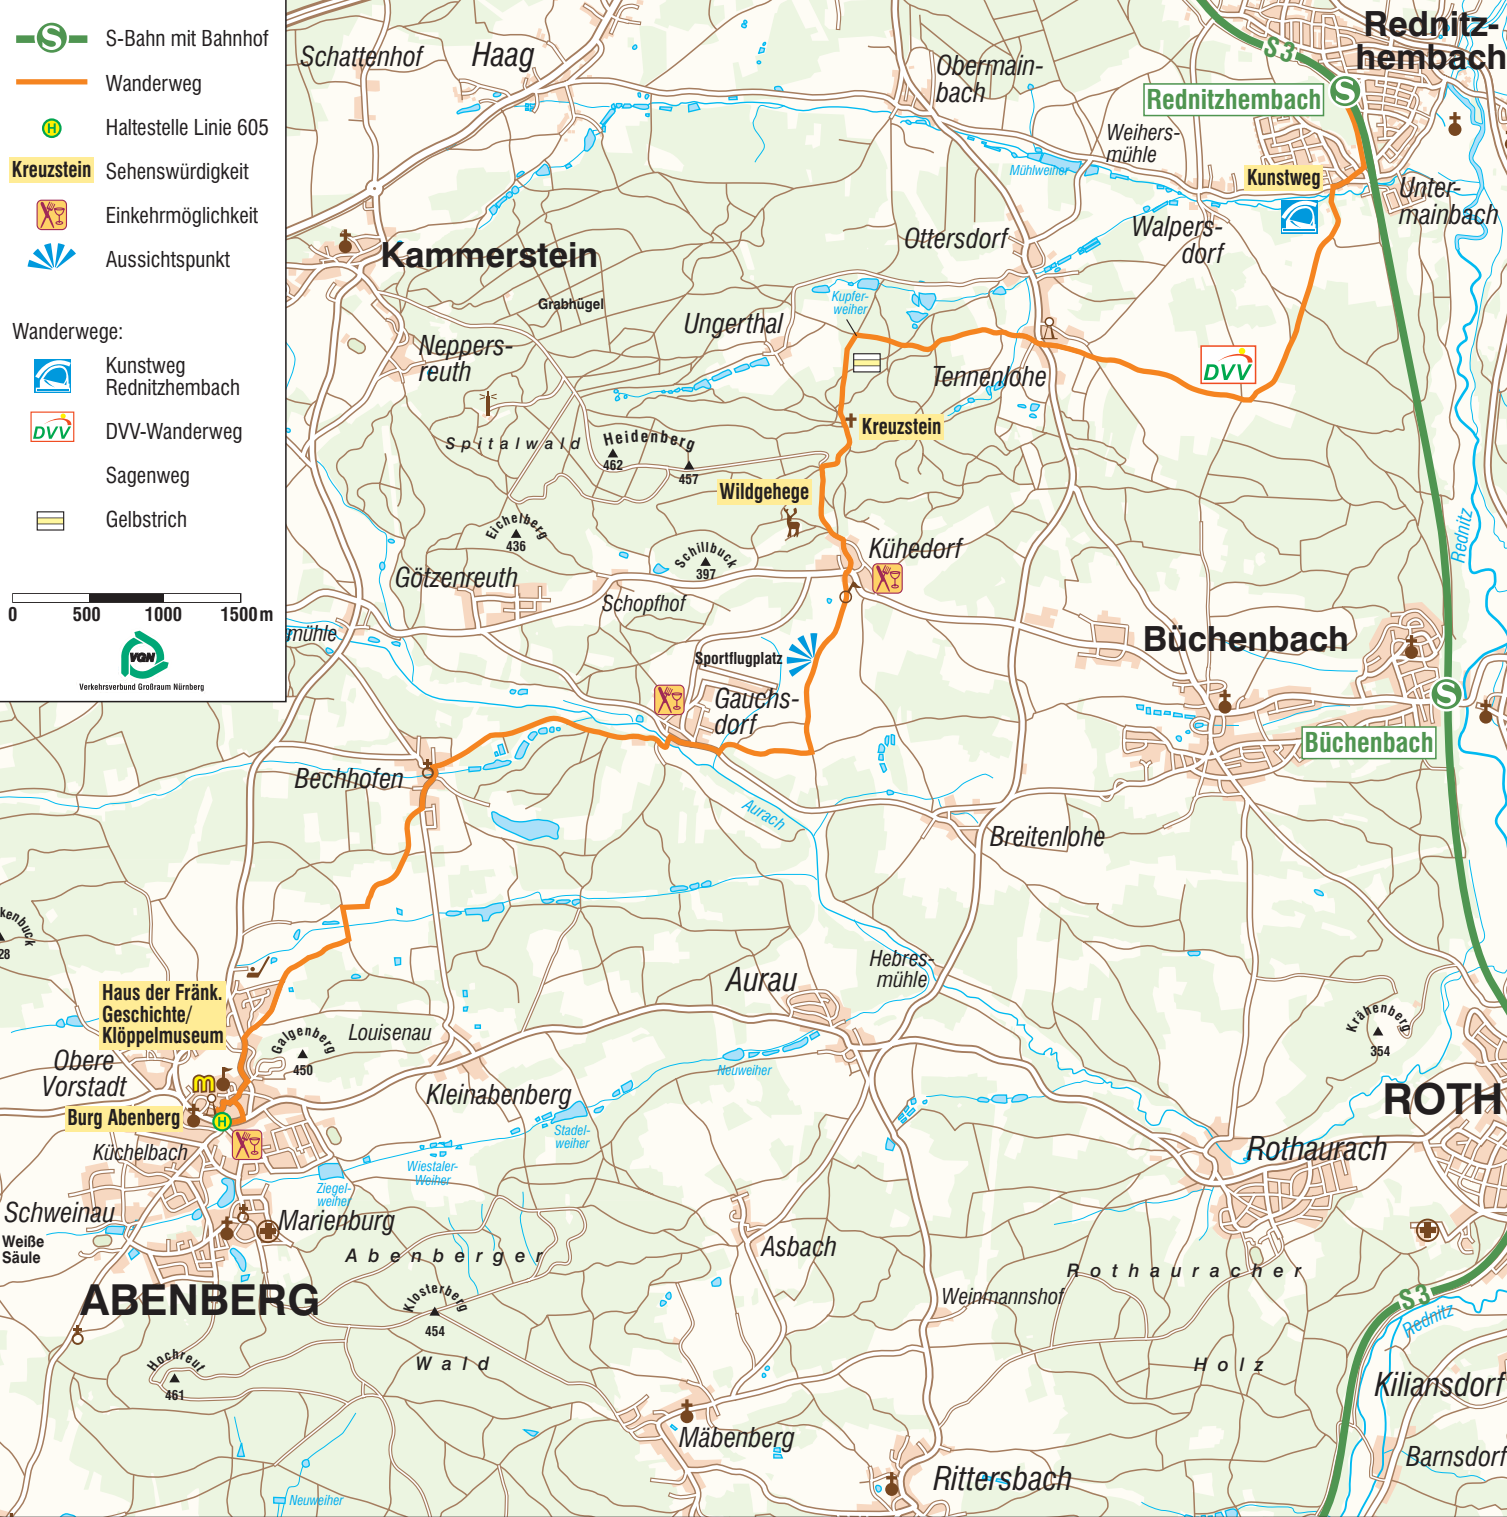 S-Bahn mit Bahnhof
Wanderweg
Haltestelle Linie 605
H
Kreuzstein
Sehenswürdigkeit
Einkehrmöglichkeit
Aussichtspunkt
Wanderwege:
Kunstweg
Rednitzhembach
DVV
DVV-Wanderweg
Sagenweg
Gelbstrich
0 500 1000 1500 m
VGN
Verkehrsverbund Großraum Nürnberg
Schattenhof
Haag
Obermain-
bach
S3
Rednitz-
hembach
Rednitzhembach
S
Weihers-
mühle
Mühlweiher
Kunstweg
Unter-
mainbach
Walpers-
dorf
Ottersdorf
Kammerstein
Grabhügel
Kupfer-
weiher
Ungerthal
Neppers-
reuth
Tennenlohe
DVV
Kreuzstein
Spitalwald
Heidenberg
462
457
Wildgehege
Eichelberg
436
Schillbuck
397
Kühedorf
Rednitz
Götzenreuth
Schopfhof
mühle
Büchenbach
Sportflugplatz
Gauchs-
dorf
S
Büchenbach
Bechhofen
Aurach
Breitenlohe
kenbuck
28
Hebres-
mühle
Aurau
Haus der Fränk.
Geschichte/
Klöppelmuseum
Galgenberg
450
Louisenau
Krähenberg
354
Obere
Vorstadt
m
Neuweiher
Kleinabenberg
ROTH
Burg Abenberg
H
Stadel-
weiher
Küchelbach
Wiestaler-
Weiher
Rothaurach
Ziegel-
weiher
Schweinau
Marienburg
Weiße
Säule
Abenberger
Asbach
Rothauracher
ABENBERG
Klosterberg
454
Weinmannshof
S3
Rednitz
Wald
Hochreut
461
Holz
Kiliansdorf
Mäbenberg
Barnsdorf
Rittersbach
Neuweiher